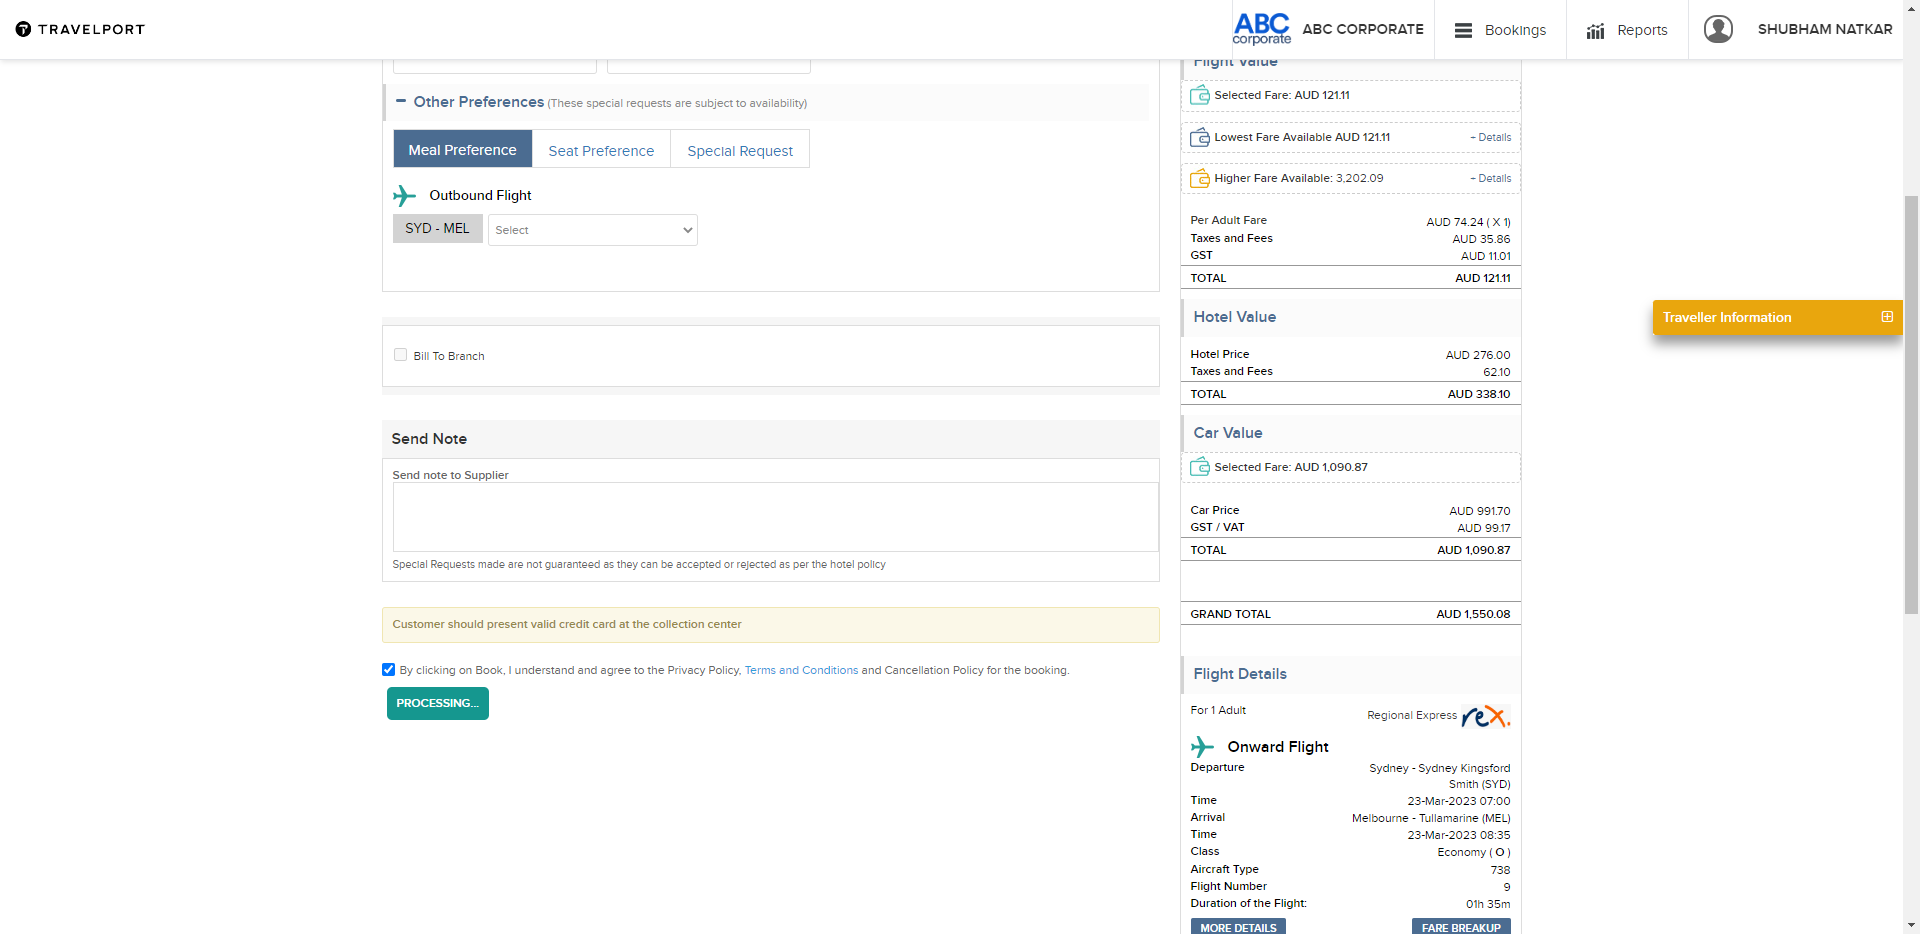 TRAVELPORT
ABC
corporate
ABC CORPORATE
Bookings
Reports
SHUBHAM NATKAR
Other Preferences (These special requests are subject to availability)
Meal Preference
Seat Preference
Special Request
Outbound Flight
SYD - MEL
Select
Bill To Branch
Send Note
Send note to Supplier
Special Requests made are not guaranteed as they can be accepted or rejected as per the hotel policy
Customer should present valid credit card at the collection center
By clicking on Book, I understand and agree to the Privacy Policy, Terms and Conditions and Cancellation Policy for the booking.
PROCESSING...
Flight Value
Selected Fare: AUD 121.11
Lowest Fare Available AUD 121.11 + Details
Higher Fare Available: 3,202.09 + Details
Per Adult Fare AUD 74.24 ( X 1)
Taxes and Fees AUD 35.86
GST AUD 11.01
TOTAL AUD 121.11
Hotel Value
Hotel Price AUD 276.00
Taxes and Fees 62.10
TOTAL AUD 338.10
Car Value
Selected Fare: AUD 1,090.87
Car Price AUD 991.70
GST / VAT AUD 99.17
TOTAL AUD 1,090.87
GRAND TOTAL AUD 1,550.08
Flight Details
For 1 Adult Regional Express rex.
Onward Flight
Departure Sydney - Sydney Kingsford
Smith (SYD)
Time 23-Mar-2023 07:00
Arrival Melbourne - Tullamarine (MEL)
Time 23-Mar-2023 08:35
Class Economy ( O )
Aircraft Type 738
Flight Number 9
Duration of the Flight: 01h 35m
MORE DETAILS
FARE BREAKUP
Traveller Information